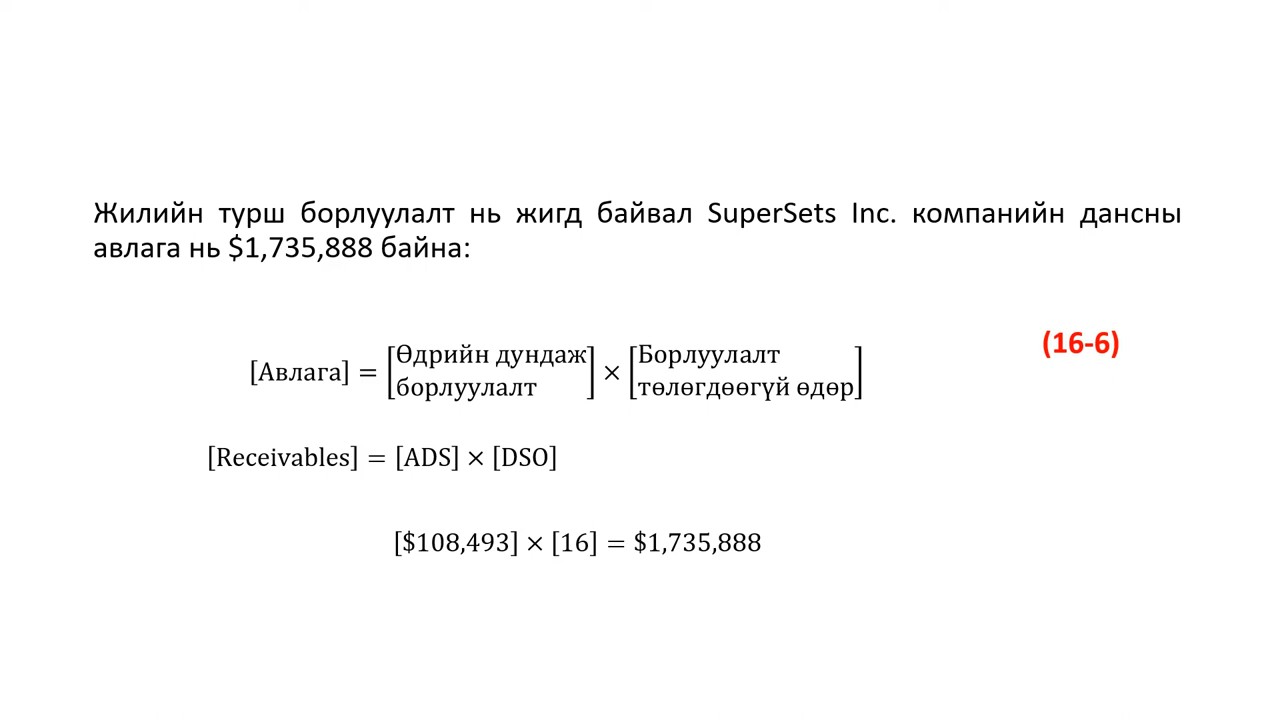 Жилийн турш борлуулалт нь жигд байвал SuperSets Inc. компанийн дансны
авлага нь $1,735,888 байна:
(16-6)
[Авлага] = [Өдрийн дундаж борлуулалт] × [Борлуулалт төлөгдөөгүй өдөр]
[Receivables] = [ADS] × [DSO]
[$108,493] × [16] = $1,735,888